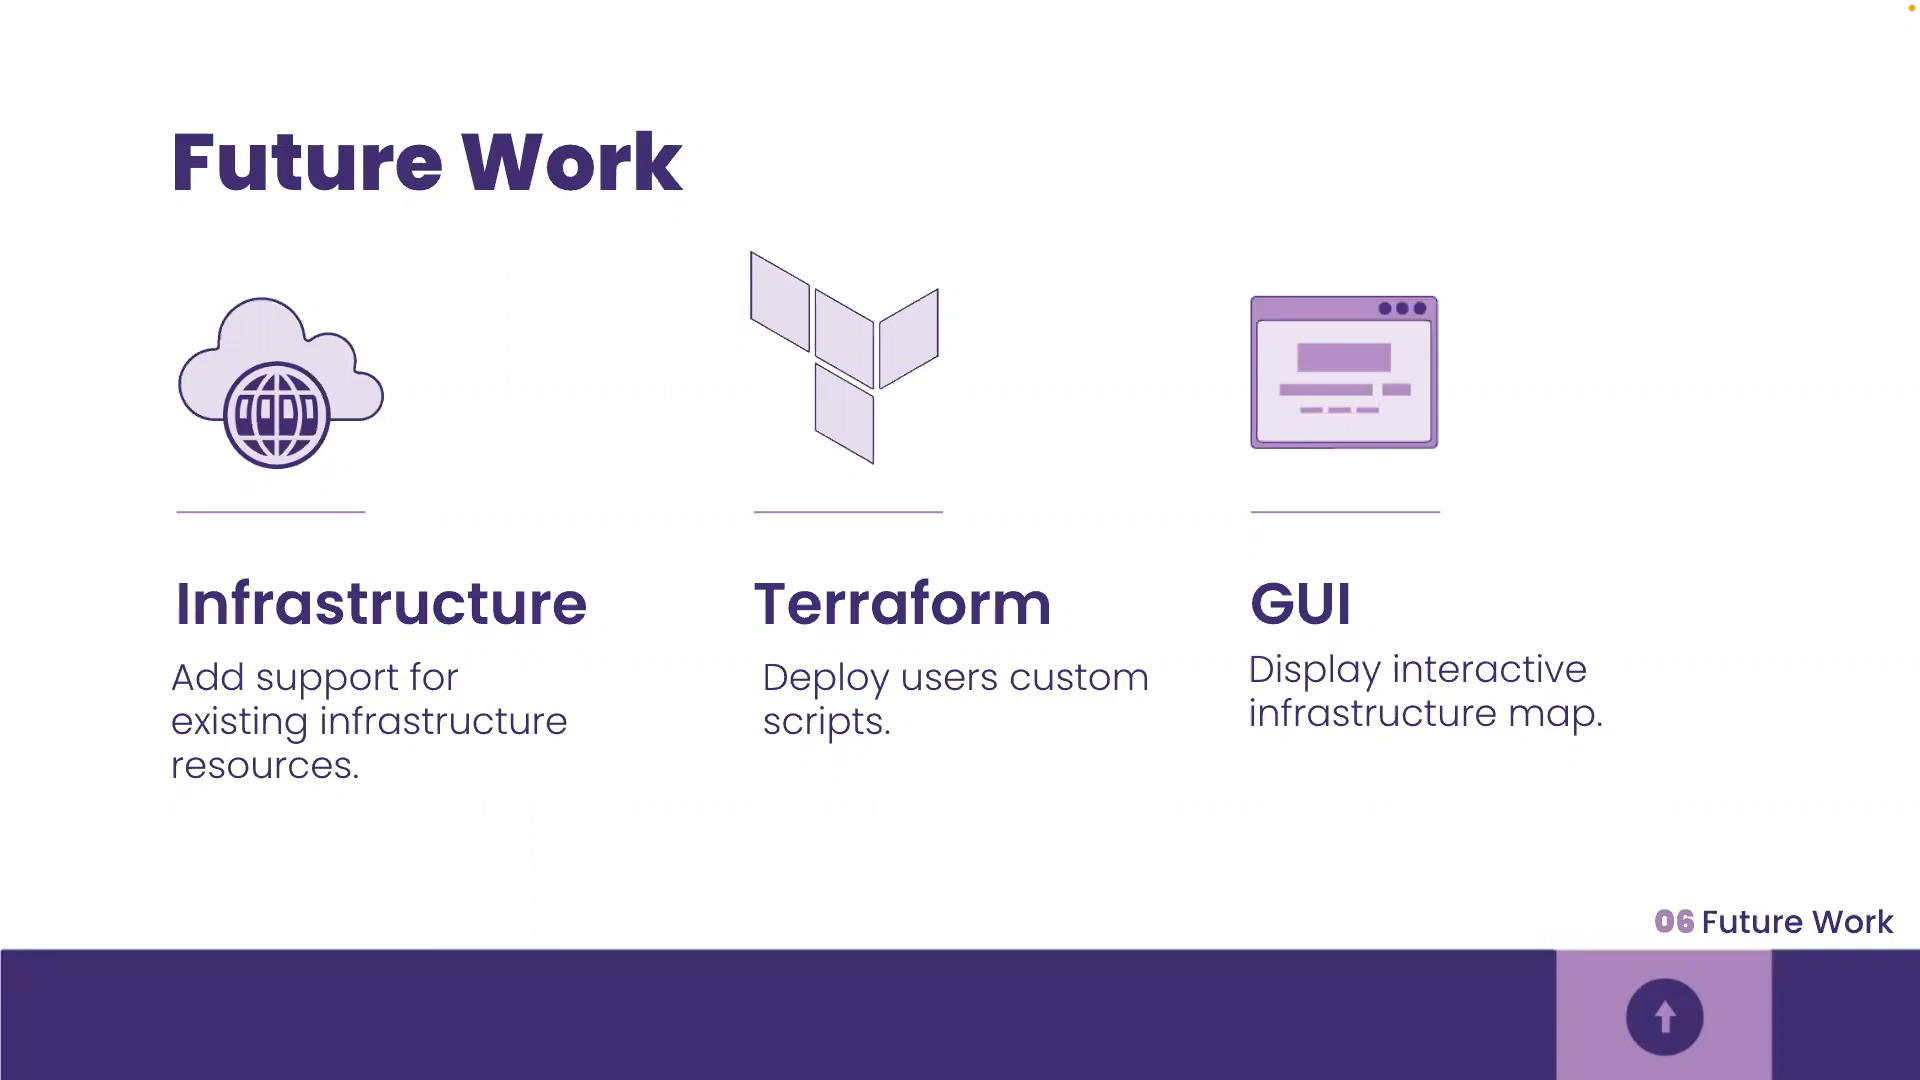 Future Work
Infrastructure
Add support for
existing infrastructure
resources.
Terraform
Deploy users custom
scripts.
GUI
Display interactive
infrastructure map.
06 Future Work